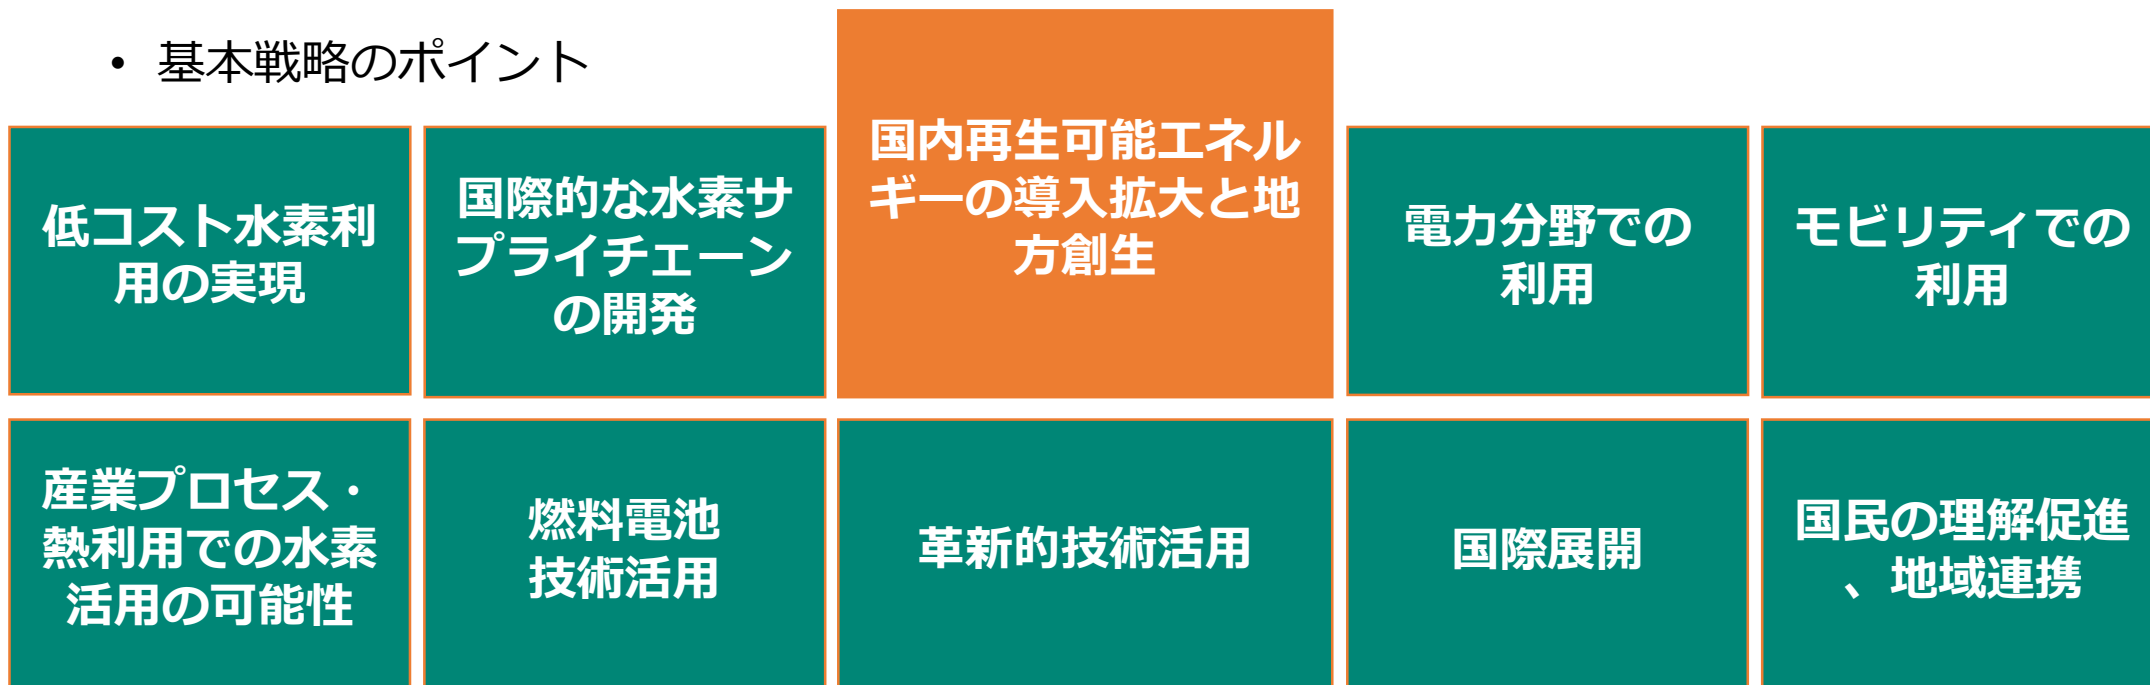 • 基本戦略のポイント
低コスト水素利
用の実現
国際的な水素サ
プライチェーン
の開発
国内再生可能エネル
ギーの導入拡大と地
方創生
電力分野での
利用
モビリティでの
利用
産業プロセス・
熱利用での水素
活用の可能性
燃料電池
技術活用
革新的技術活用
国際展開
国民の理解促進
、地域連携